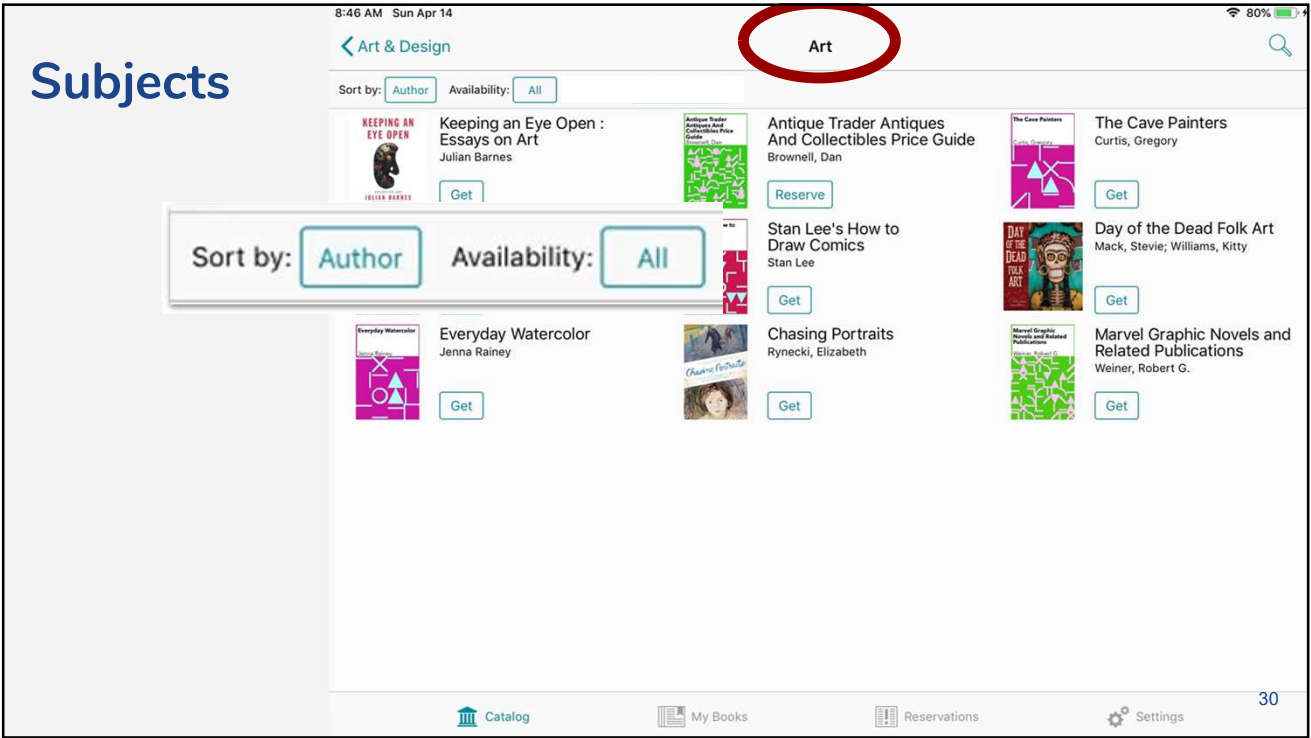 Subjects
8:46 AM Sun Apr 14
80%
Art & Design
Art
Sort by: Author Availability: All
KEEPING AN
EYE OPEN
JULIAN BARNES
Keeping an Eye Open :
Essays on Art
Julian Barnes
Get
Antique Trader
Antiques And
Collectibles Price
Guide
Brownell, Dan
Antique Trader Antiques
And Collectibles Price Guide
Brownell, Dan
Reserve
The Cave Painters
Curtis, Gregory
The Cave Painters
Curtis, Gregory
Get
Sort by: Author Availability: All
Stan Lee's How to
Draw Comics
Stan Lee
Get
DAY
OF THE
DEAD
FOLK
ART
Day of the Dead Folk Art
Mack, Stevie; Williams, Kitty
Get
Everyday Watercolor
Jenna Rainey
Everyday Watercolor
Jenna Rainey
Get
Chasing Portraits
Chasing Portraits
Rynecki, Elizabeth
Get
Marvel Graphic
Novels and Related
Publications
Weiner, Robert G.
Marvel Graphic Novels and
Related Publications
Weiner, Robert G.
Get
Catalog
My Books
Reservations
Settings
30